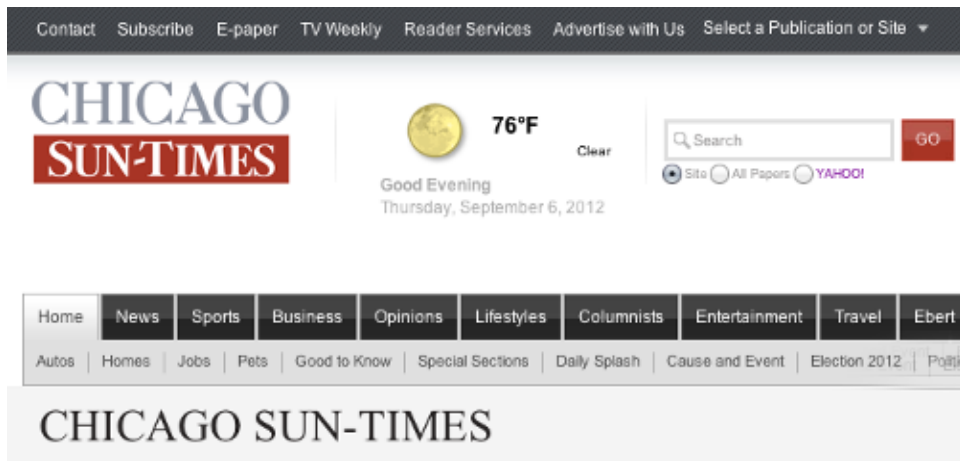 Contact Subscribe E-paper TV Weekly Reader Services Advertise with Us Select a Publication or Site
CHICAGO
SUN-TIMES
76°F
Clear
Good Evening
Thursday, September 6, 2012
Search GO
Site All Papers YAHOO!
Home News Sports Business Opinions Lifestyles Columnists Entertainment Travel Ebert
Autos Homes Jobs Pets Good to Know Special Sections Daily Splash Cause and Event Election 2012
CHICAGO SUN-TIMES